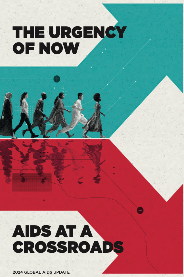 THE URGENCY
OF NOW
AIDS AT A
CROSSROADS
2024 GLOBAL AIDS UPDATE